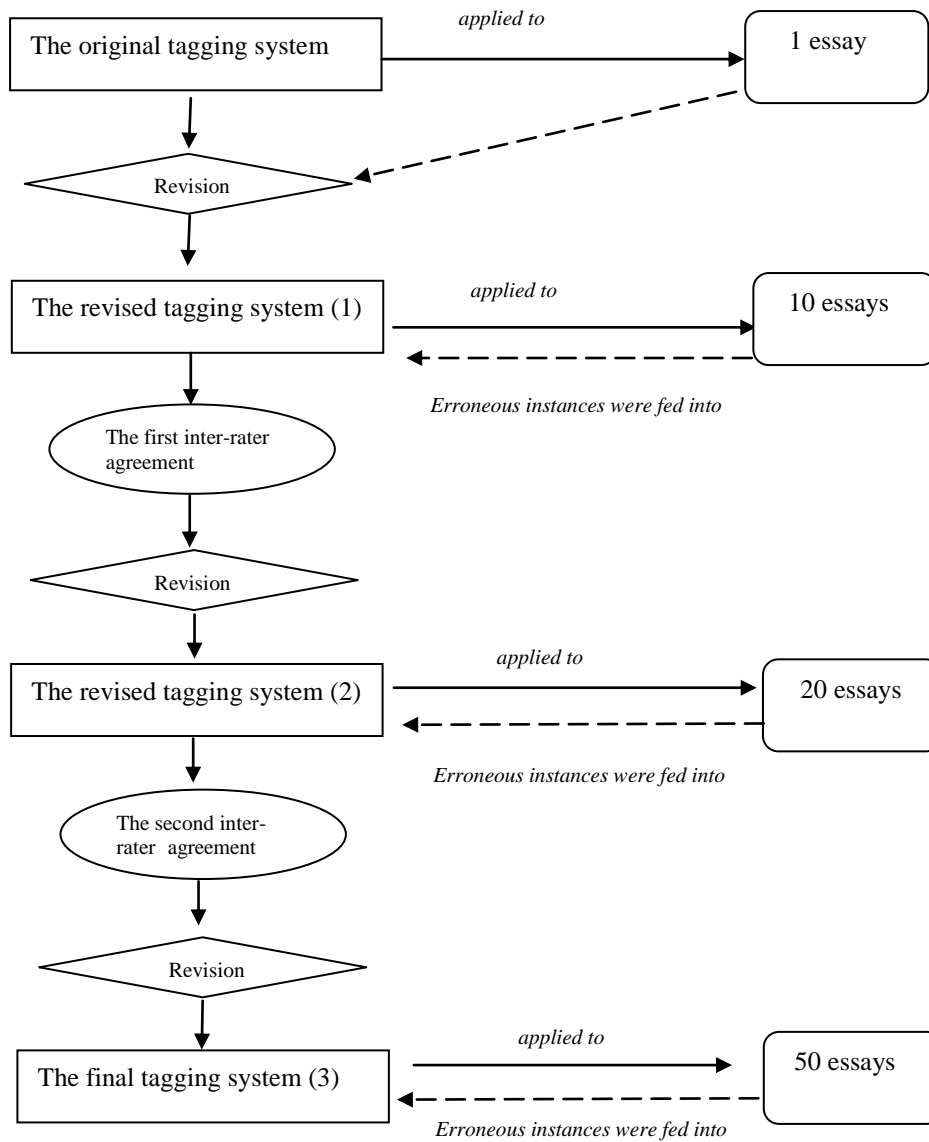 applied to
The original tagging system
1 essay
Revision
applied to
The revised tagging system (1)
10 essays
Erroneous instances were fed into
The first inter-rater
agreement
Revision
applied to
The revised tagging system (2)
20 essays
Erroneous instances were fed into
The second inter-
rater agreement
Revision
applied to
The final tagging system (3)
50 essays
Erroneous instances were fed into